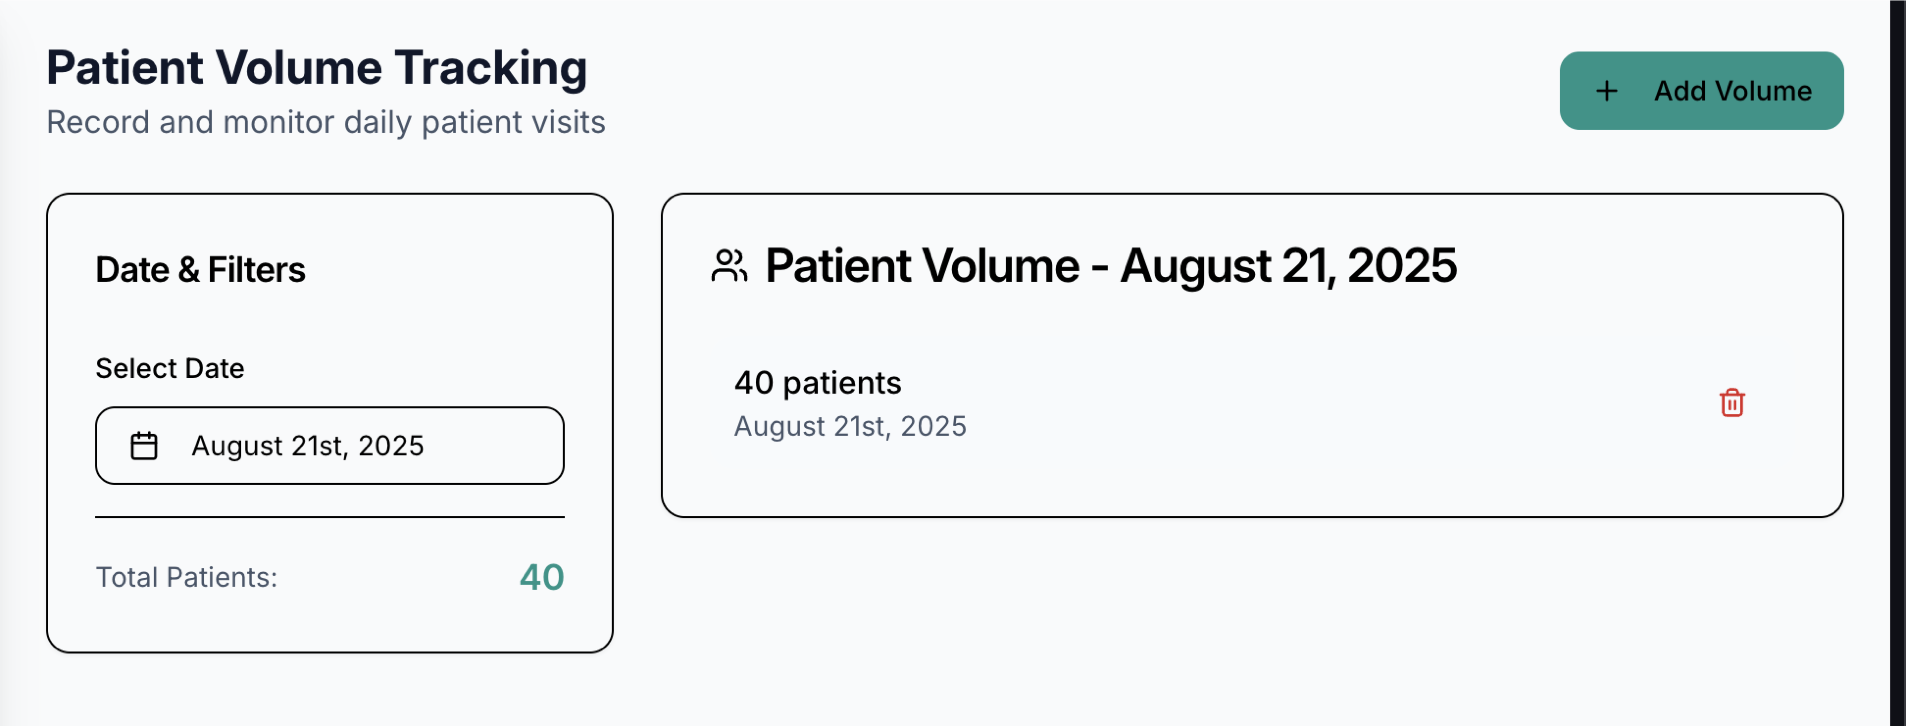 Patient Volume Tracking
Record and monitor daily patient visits
Add Volume
Date & Filters
Select Date
August 21st, 2025
Total Patients: 40
Patient Volume - August 21, 2025
40 patients
August 21st, 2025